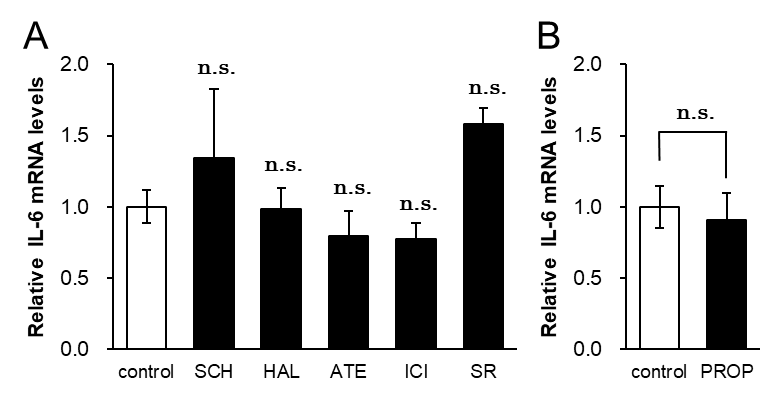 A
Relative IL-6 mRNA levels
2.0
1.5
1.0
0.5
0.0
n.s.
n.s.
n.s.
n.s.
n.s.
control SCH HAL ATE ICI SR
B
Relative IL-6 mRNA levels
2.0
1.5
1.0
0.5
0.0
n.s.
control PROP